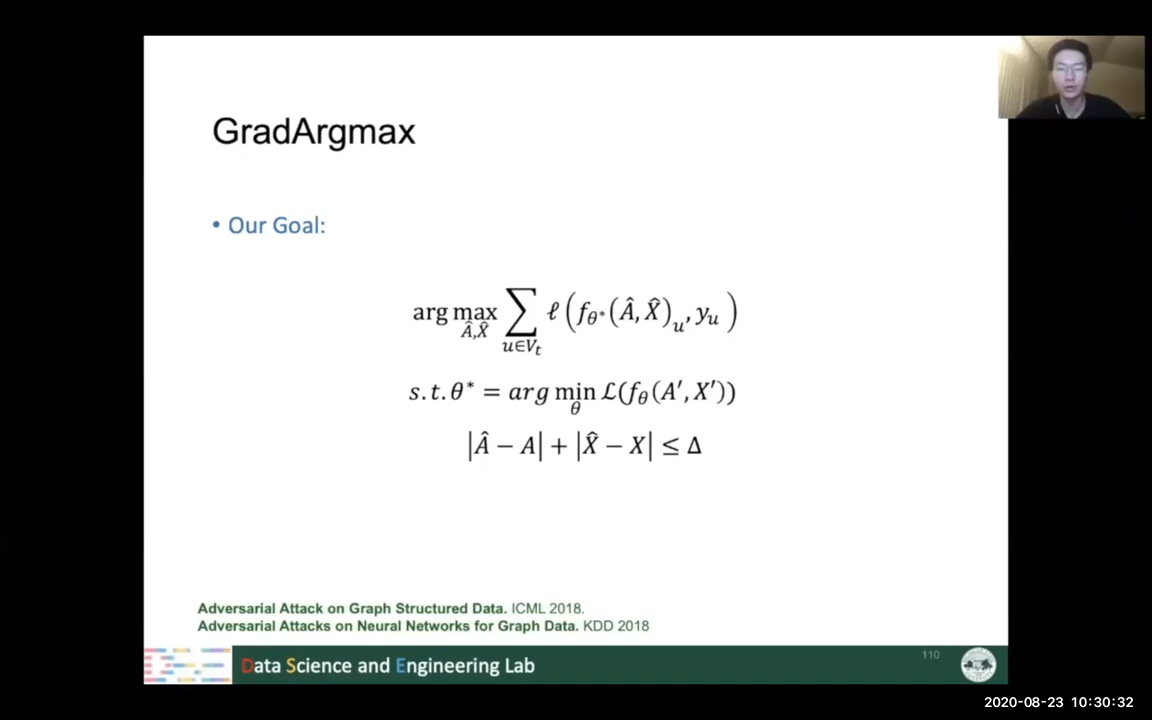 GradArgmax
• Our Goal:
arg max_{Â,X̂} ∑_{u∈V_t} ℓ(f_{θ*}(Â, X̂)_u, y_u)
s.t. θ* = arg min_θ ℒ(f_θ(A′, X′))
|Â − A| + |X̂ − X| ≤ Δ
Adversarial Attack on Graph Structured Data. ICML 2018.
Adversarial Attacks on Neural Networks for Graph Data. KDD 2018
Data Science and Engineering Lab
110
2020-08-23 10:30:32